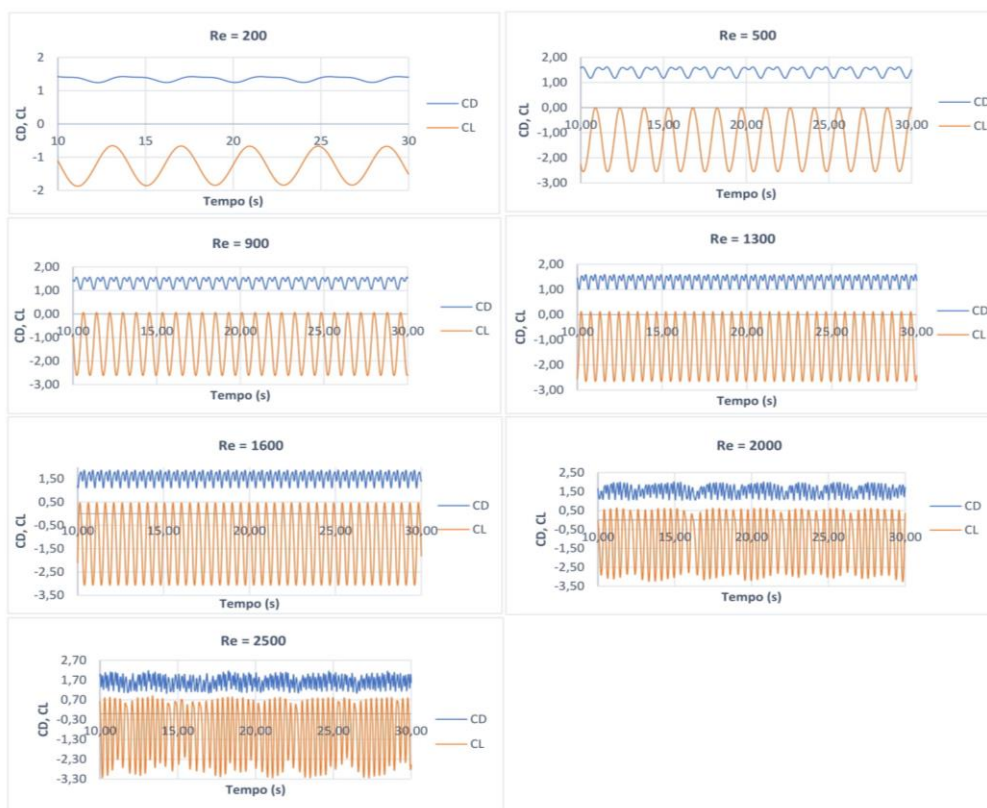 Re = 200
2
1
0
-1
-2
CD, CL
10
15
20
25
30
Tempo (s)
CD
CL
Re = 500
2,00
1,00
0,00
-1,00
-2,00
-3,00
CD, CL
10,00
15,00
20,00
25,00
30,00
Tempo (s)
CD
CL
Re = 900
2,00
1,00
0,00
-1,00
-2,00
-3,00
CD, CL
10,00
15,00
20,00
25,00
30,00
Tempo (s)
CD
CL
Re = 1300
2,00
1,00
0,00
-1,00
-2,00
-3,00
CD, CL
10,00
15,00
20,00
25,00
30,00
Tempo (s)
CD
CL
Re = 1600
1,50
0,50
-0,50
-1,50
-2,50
-3,50
CD, CL
10,00
15,00
20,00
25,00
30,00
Tempo (s)
CD
CL
Re = 2000
2,50
1,50
0,50
-0,50
-1,50
-2,50
-3,50
CD, CL
10,00
15,00
20,00
25,00
30,00
Tempo (s)
CD
CL
Re = 2500
2,70
1,70
0,70
-0,30
-1,30
-2,30
-3,30
CD, CL
10,00
15,00
20,00
25,00
30,00
Tempo (s)
CD
CL